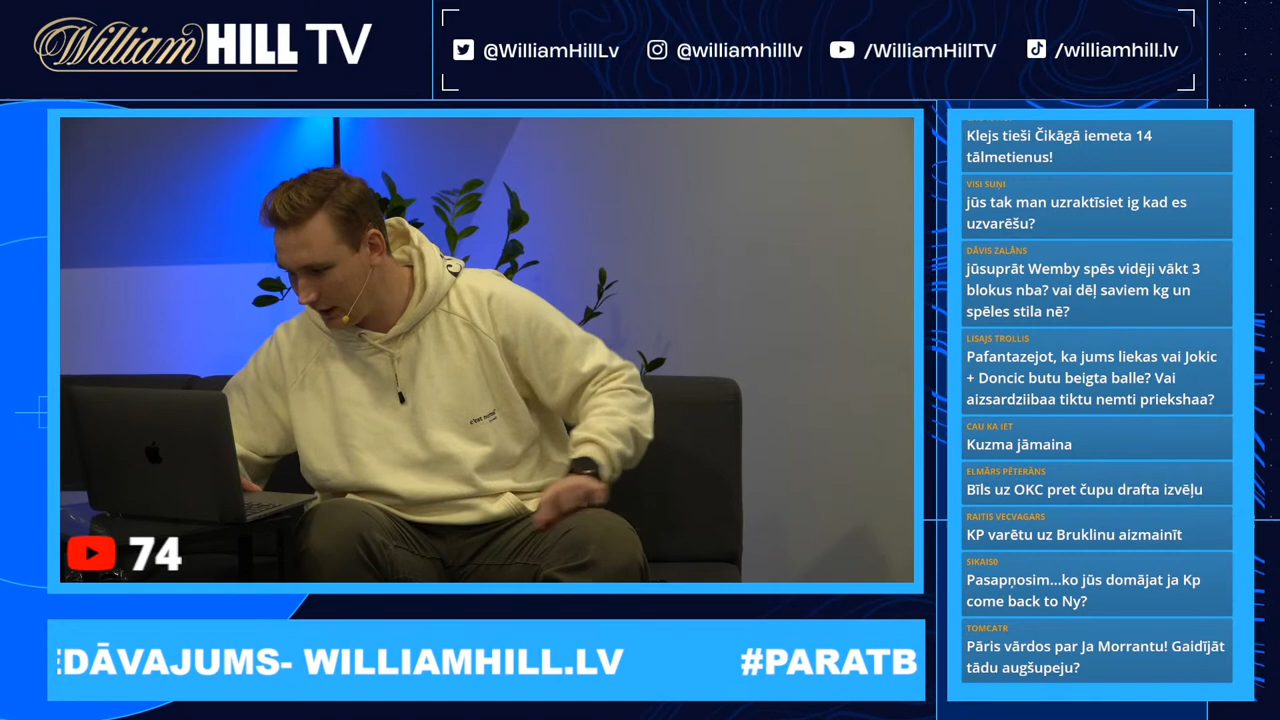 William HILL TV
@WilliamHillLv
@williamhilllv
/WilliamHillTV
/williamhill.lv
Klejs tieši Čikāgā iemeta 14
tālmetienus!
VISI SUŅI
jūs tak man uzraktīsiet ig kad es
uzvarēšu?
DĀVIS ZALĀNS
jūsuprāt Wemby spēs vidēji vākt 3
blokus nba? vai dēļ saviem kg un
spēles stila nē?
LISAJS TROLLIS
Pafantazejot, ka jums liekas vai Jokic
+ Doncic butu beigta balle? Vai
aizsardziibaa tiktu nemti priekshaa?
CAU KA IET
Kuzma jāmaina
ELMĀRS PĒTERĀNS
Bīls uz OKC pret čupu drafta izvēļu
RAITIS VECVAGARS
KP varētu uz Bruklinu aizmainīt
SIKAIS0
Pasapņosim...ko jūs domājat ja Kp
come back to Ny?
TOMCATR
Pāris vārdos par Ja Morrantu! Gaidījāt
tādu augšupeju?
74
EDĀVAJUMS- WILLIAMHILL.LV
#PARATB